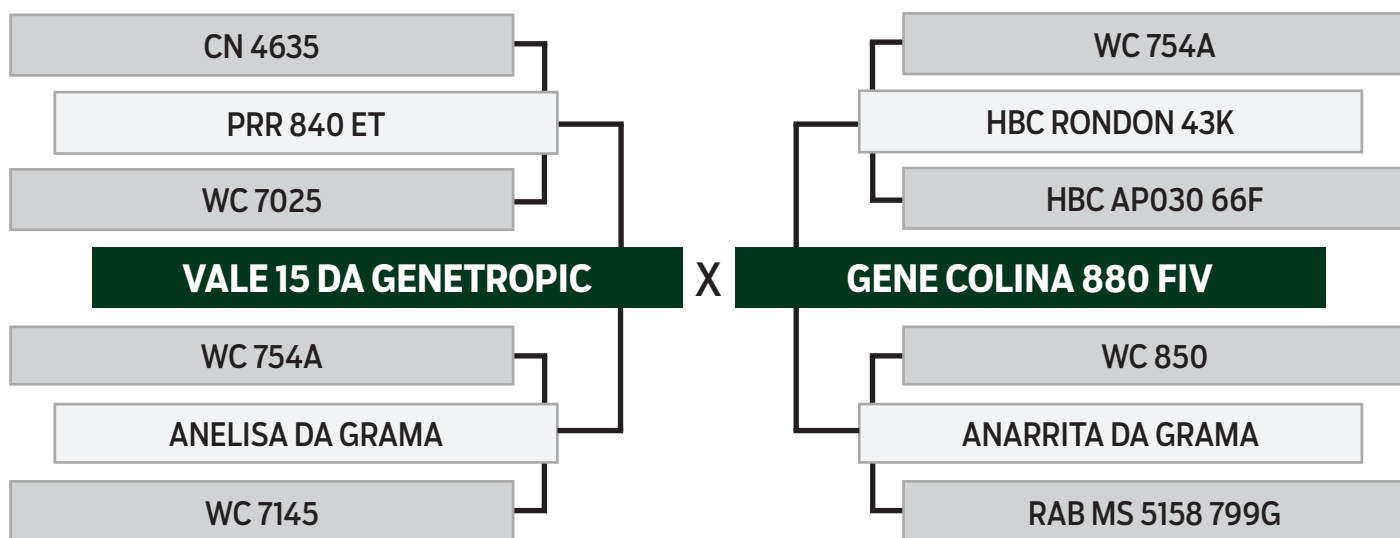 CN 4635
PRR 840 ET
WC 7025
VALE 15 DA GENETROPIC
WC 754A
ANELISA DA GRAMA
WC 7145
X
WC 754A
HBC RONDON 43K
HBC AP030 66F
GENE COLINA 880 FIV
WC 850
ANARRITA DA GRAMA
RAB MS 5158 799G